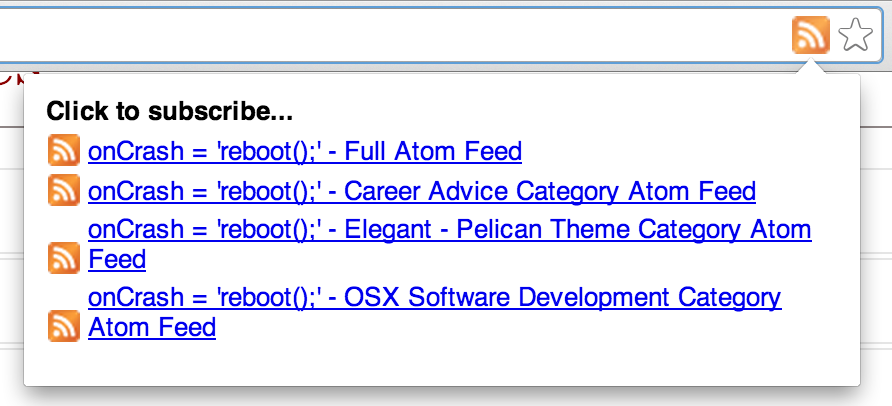 Click to subscribe...
onCrash = 'reboot();' - Full Atom Feed
onCrash = 'reboot();' - Career Advice Category Atom Feed
onCrash = 'reboot();' - Elegant - Pelican Theme Category Atom
Feed
onCrash = 'reboot();' - OSX Software Development Category
Atom Feed